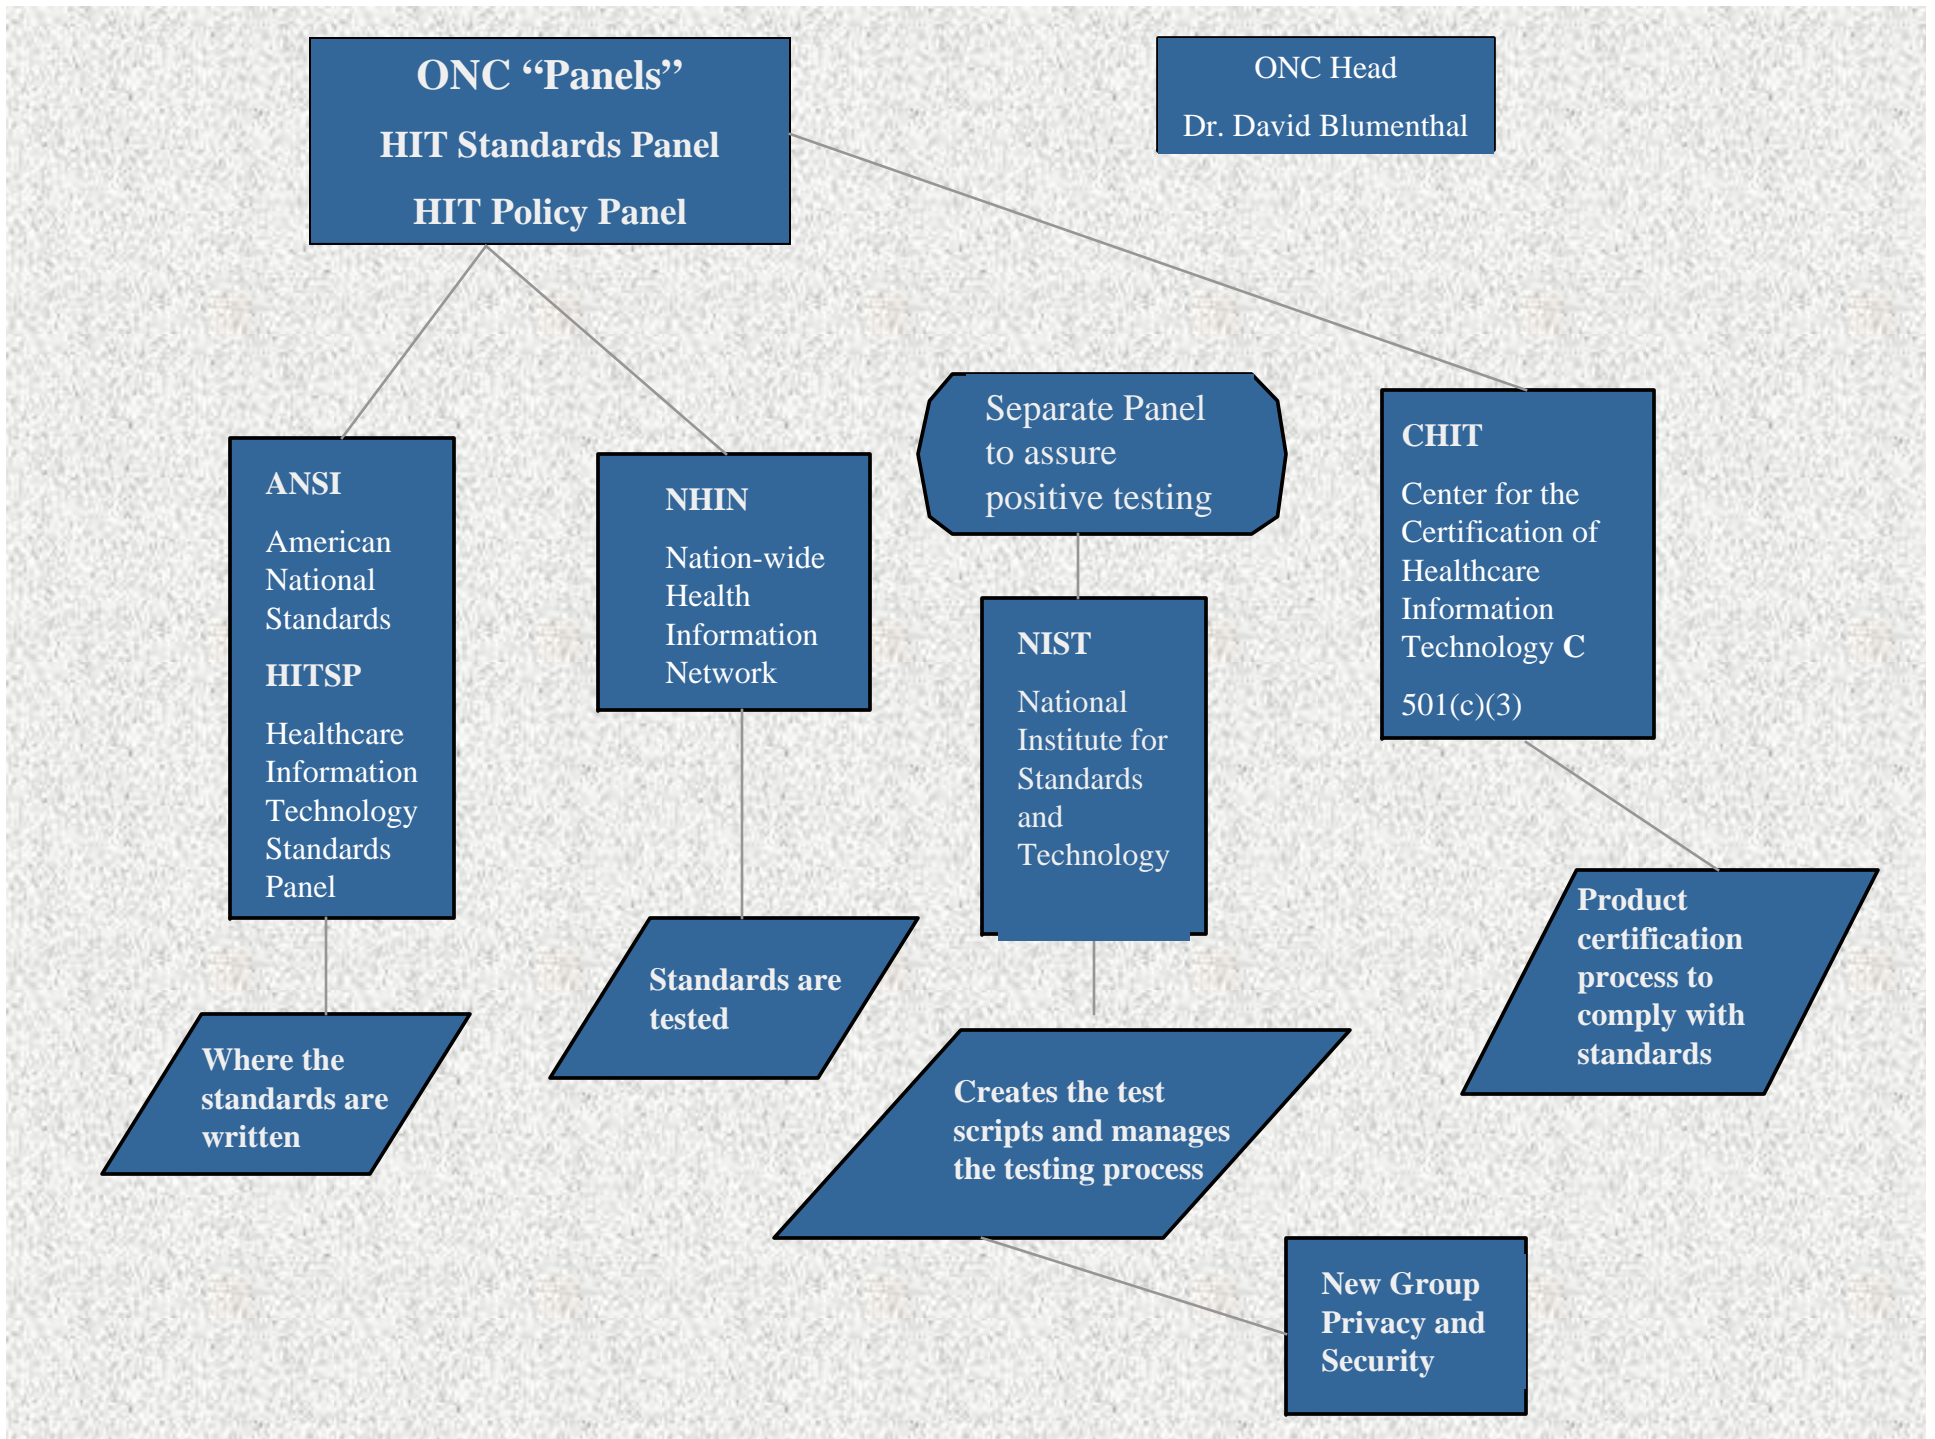 ONC “Panels”
HIT Standards Panel
HIT Policy Panel
ONC Head
Dr. David Blumenthal
ANSI
American
National
Standards
HITSP
Healthcare
Information
Technology
Standards
Panel
NHIN
Nation-wide
Health
Information
Network
Separate Panel
to assure
positive testing
NIST
National
Institute for
Standards
and
Technology
CHIT
Center for the
Certification of
Healthcare
Information
Technology C
501(c)(3)
Where the
standards are
written
Standards are
tested
Creates the test
scripts and manages
the testing process
Product
certification
process to
comply with
standards
New Group
Privacy and
Security